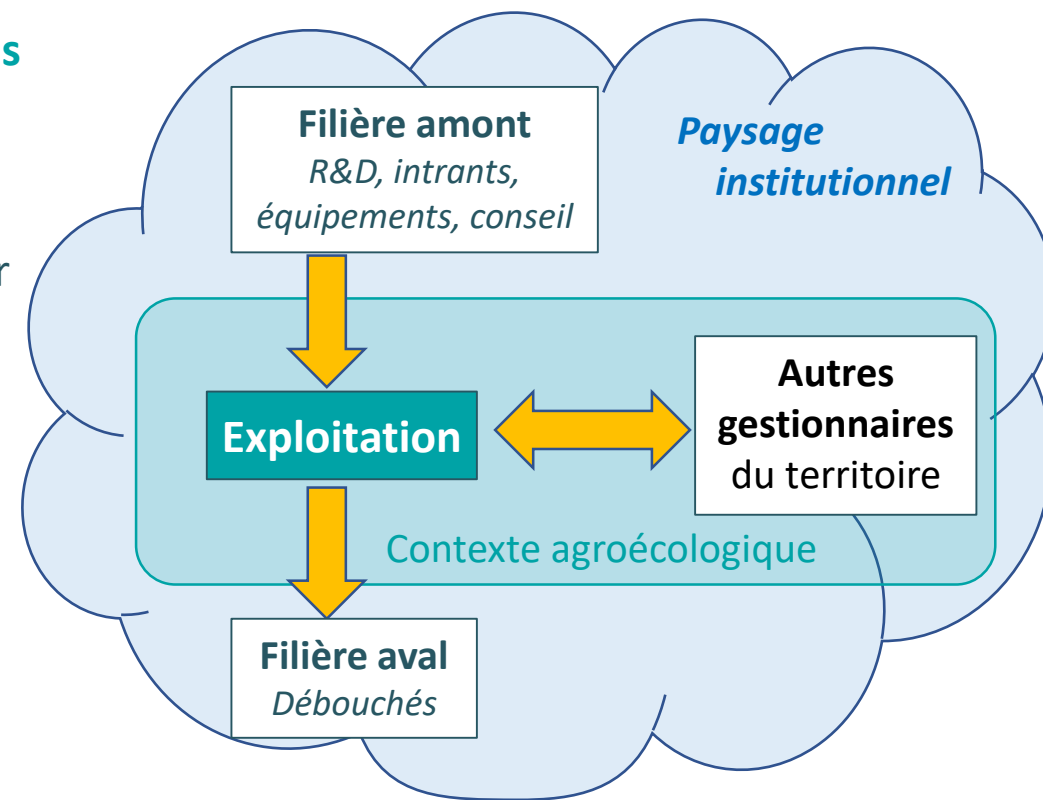 s
Filière amont
R&D, intrants,
équipements, conseil
Paysage
institutionnel
r
Exploitation
Autres
gestionnaires
du territoire
Contexte agroécologique
Filière aval
Débouchés